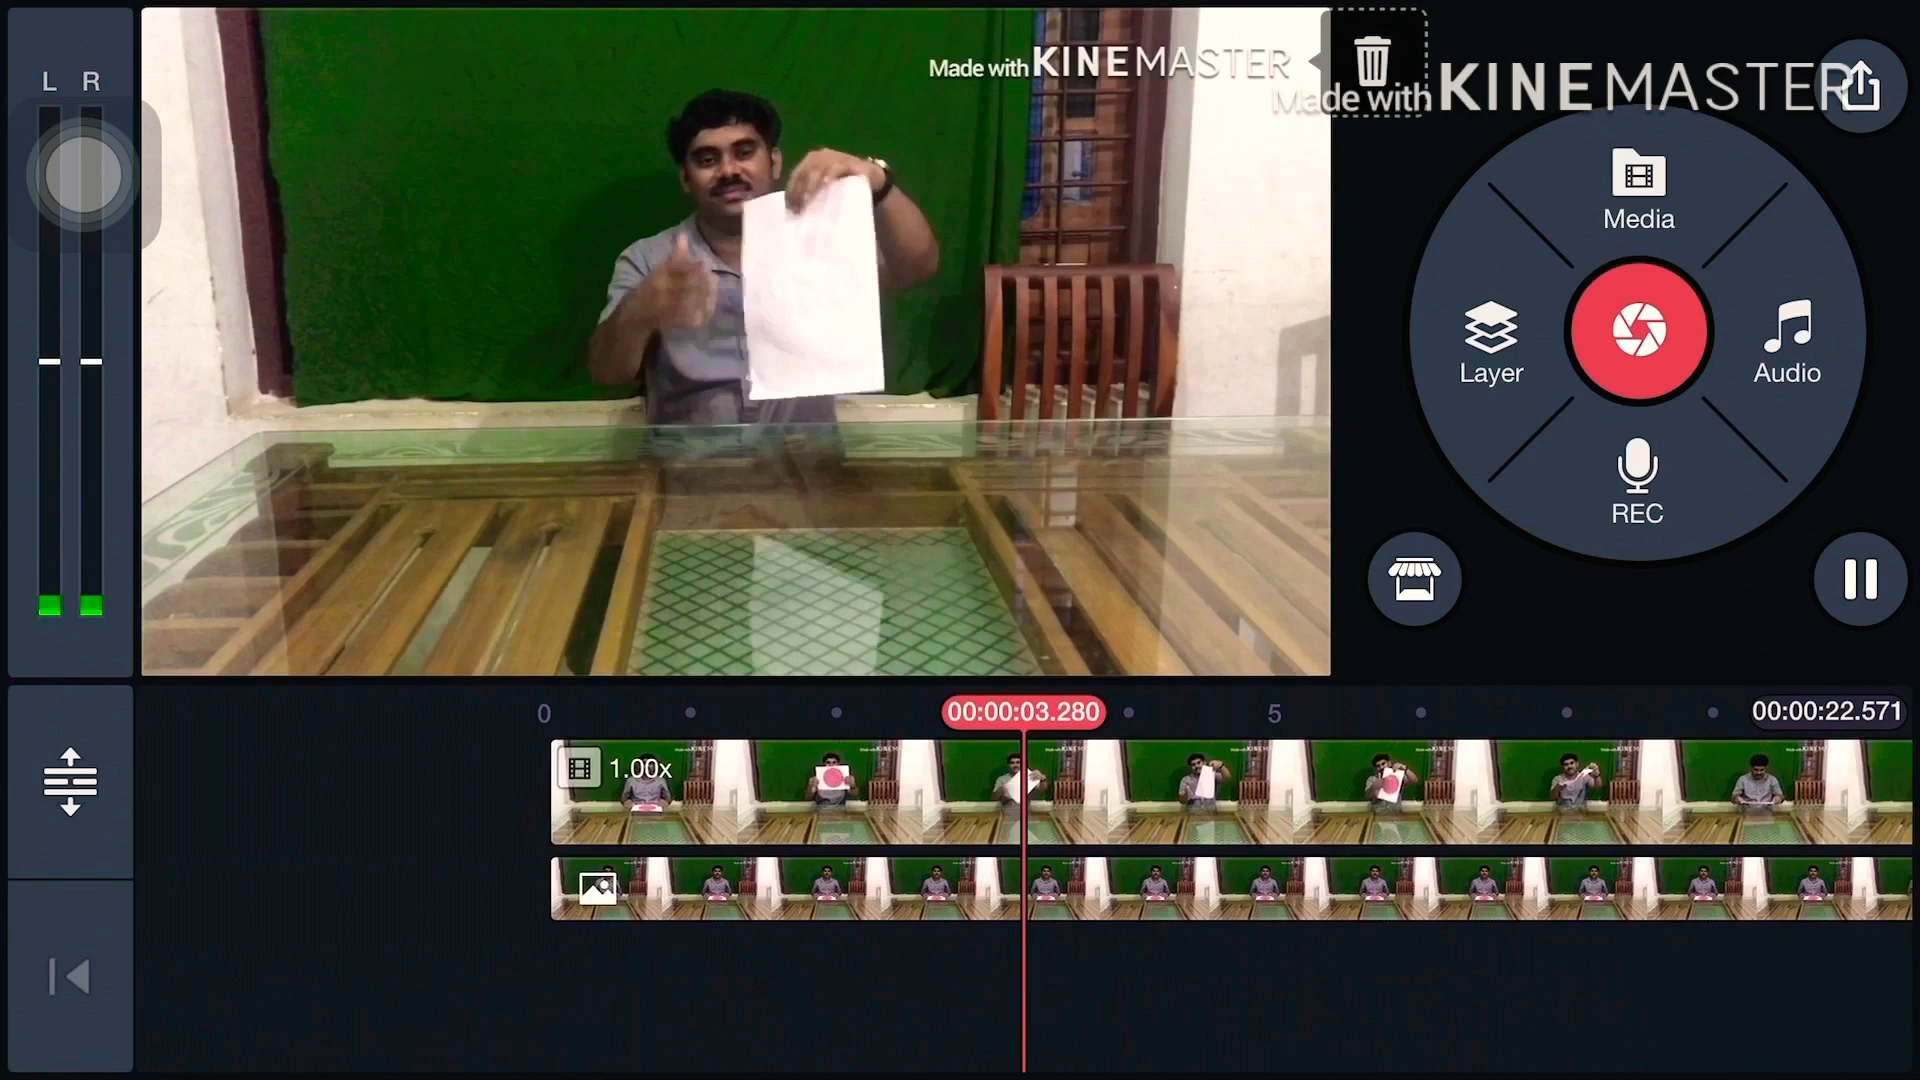 L R
Made with KINEMASTER
Made with KINEMASTER
Media
Layer
Audio
REC
0
00:00:03.280
5
00:00:22.571
1.00x